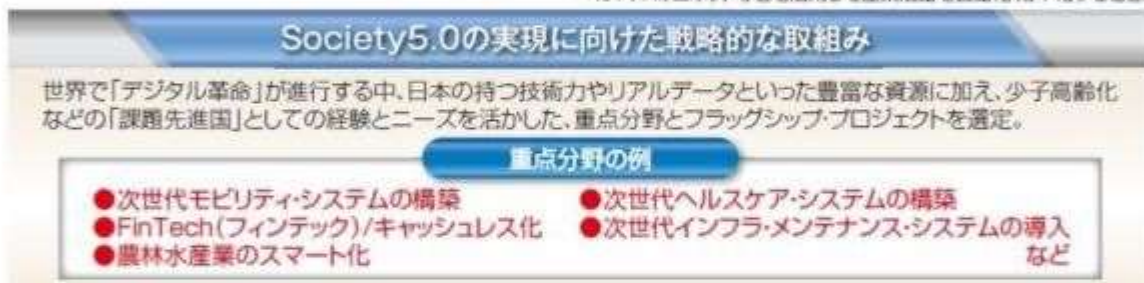 Society5.0の実現に向けた戦略的な取組み
世界で「デジタル革命」が進行する中、日本の持つ技術力やリアルデータといった豊富な資源に加え、少子高齢化
などの「課題先進国」としての経験とニーズを活かした、重点分野とフラッグシップ・プロジェクトを選定。
重点分野の例
●次世代モビリティ・システムの構築
●FinTech(フィンテック)/キャッシュレス化
●農林水産業のスマート化
●次世代ヘルスケア・システムの構築
●次世代インフラ・メンテナンス・システムの導入
など